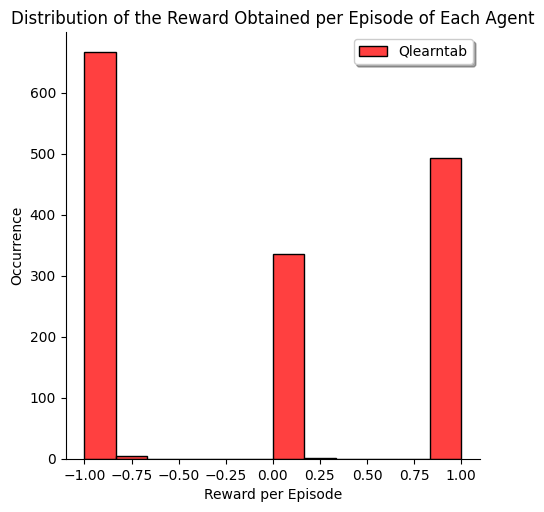 Distribution of the Reward Obtained per Episode of Each Agent
Qlearntab
Occurrence
600
500
400
300
200
100
0
−1.00 −0.75 −0.50 −0.25 0.00 0.25 0.50 0.75 1.00
Reward per Episode